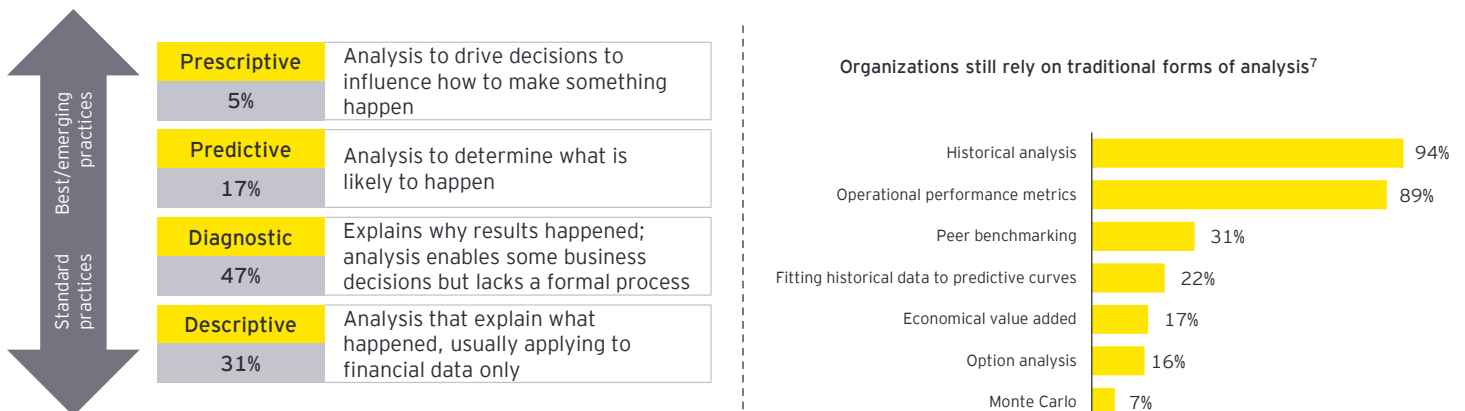 Best/emerging
practices
Standard
practices
Prescriptive
5%
Analysis to drive decisions to
influence how to make something
happen
Predictive
17%
Analysis to determine what is
likely to happen
Diagnostic
47%
Explains why results happened;
analysis enables some business
decisions but lacks a formal process
Descriptive
31%
Analysis that explain what
happened, usually applying to
financial data only
Organizations still rely on traditional forms of analysis⁷
Historical analysis 94%
Operational performance metrics 89%
Peer benchmarking 31%
Fitting historical data to predictive curves 22%
Economical value added 17%
Option analysis 16%
Monte Carlo 7%